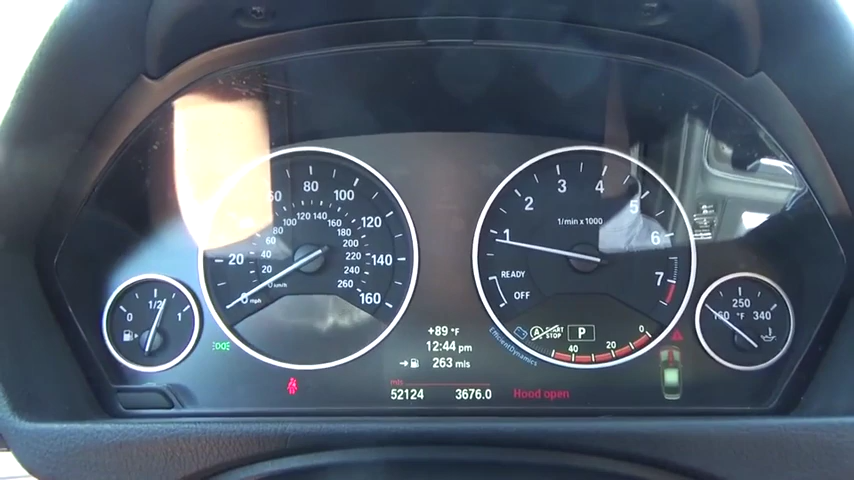 80
60
100
120
20
140
0 mph
160
100 120 140
80
160
60
180
40
200
20
220
0 km/h
240
260
0
1/2
1
1/min x 1000
1
2
3
4
5
6
7
READY
OFF
EfficientDynamics
A START
STOP
P
40
20
0
160
250
340
°F
+89 °F
12:44 pm
263 mls
mls
52124
3676.0
Hood open